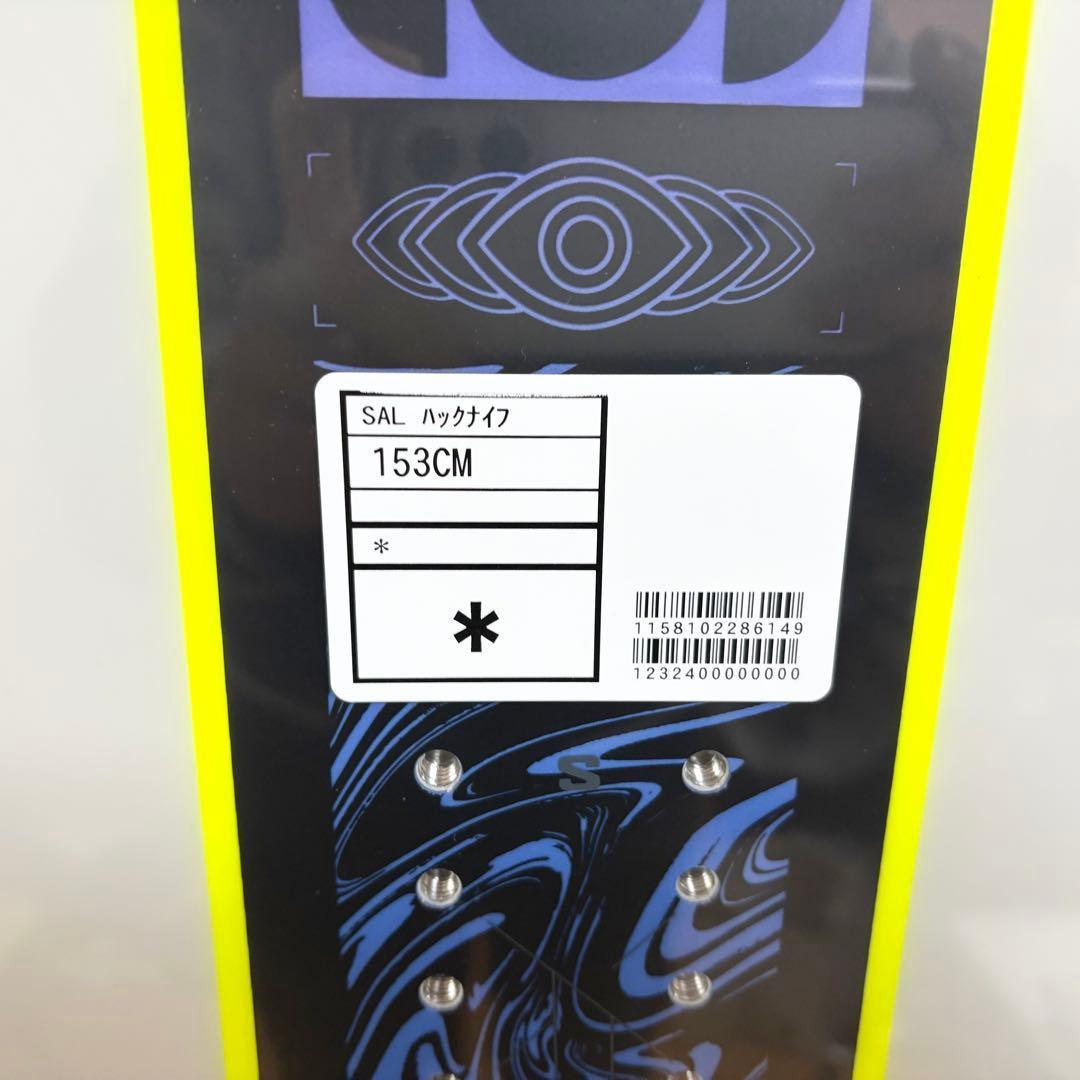 SAL ﾊｯｸﾅｲﾌ
153CM
*
*
1158102286149
1232400000000
S